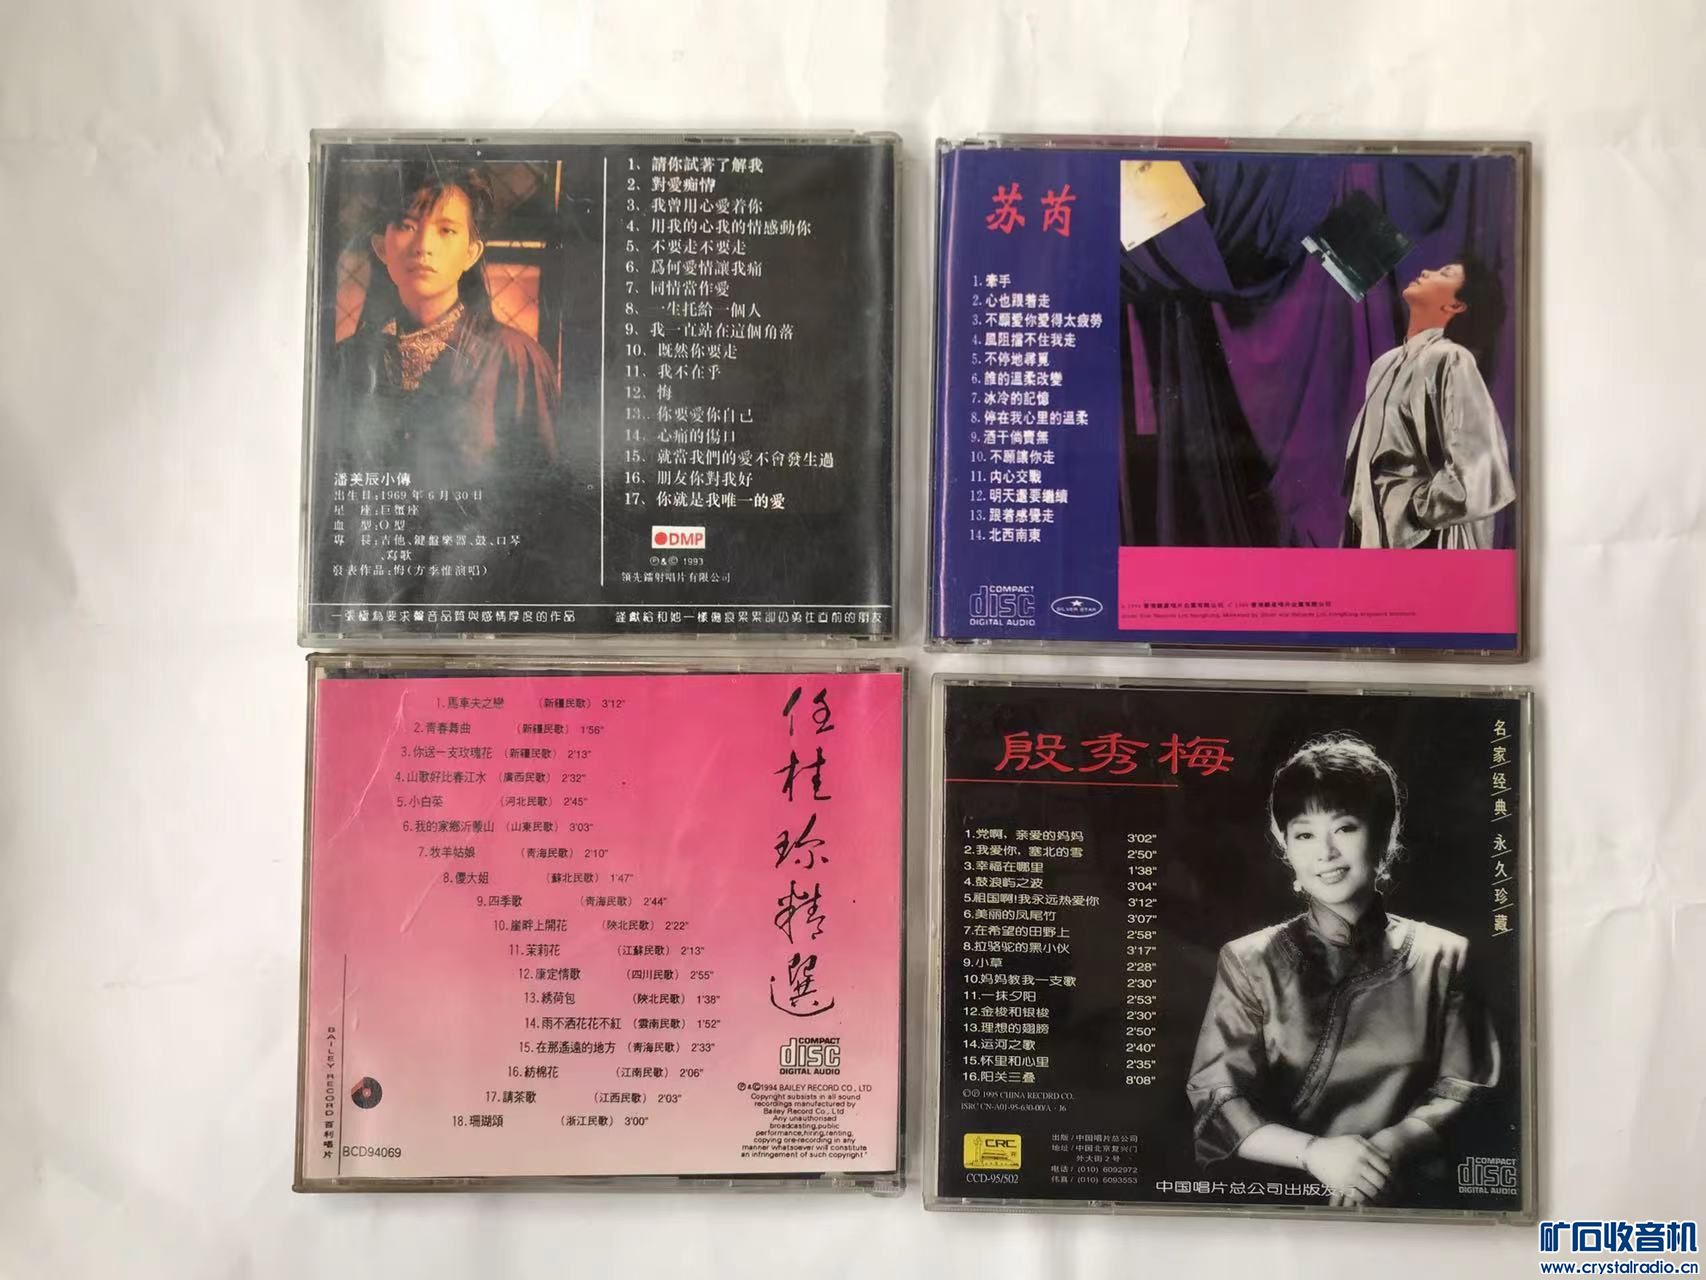 1、請你試著了解我
2、對愛痴情
3、我曾用心愛着你
4、用我的心我的情感動你
5、不要走不要走
6、爲何愛情讓我痛
7、同情當作愛
8、一生托給一個人
9、我一直站在這個角落
10、既然你要走
11、我不在乎
12、悔
13、你要愛你自己
14、心痛的傷口
15、就當我們的愛不會發生過
16、朋友你對我好
17、你就是我唯一的愛
潘美辰小傳
出生日:1969年6月30日
星 座:巨蟹座
血 型:O型
專 長:吉他、鍵盤樂器、鼓、口琴
、寫歌
發表作品:悔(方季惟演唱)
DMP
℗&© 1993
領先鐳射唱片有限公司
一張極爲要求聲音品質與感情厚度的作品
謹獻給和她一樣傷痕累累卻仍勇往直前的朋友
苏芮
1.牽手
2.心也跟着走
3.不願愛你愛得太疲勞
4.風阻擋不住我走
5.不停地尋覓
6.誰的溫柔改變
7.冰冷的記憶
8.停在我心里的溫柔
9.酒干倘賣無
10.不願讓你走
11.内心交戰
12.明天還要繼續
13.跟着感覺走
14.北西南東
COMPACT
disc
DIGITAL AUDIO
SILVER STAR
任桂珍精選
1.馬車夫之戀 (新疆民歌) 3'12"
2.青春舞曲 (新疆民歌) 1'56"
3.你送一支玫瑰花 (新疆民歌) 2'13"
4.山歌好比春江水 (廣西民歌) 2'32"
5.小白菜 (河北民歌) 2'45"
6.我的家鄉沂蒙山 (山東民歌) 3'03"
7.牧羊姑娘 (青海民歌) 2'10"
8.傻大姐 (蘇北民歌) 1'47"
9.四季歌 (青海民歌) 2'44"
10.崖畔上開花 (陝北民歌) 2'22"
11.茉莉花 (江蘇民歌) 2'13"
12.康定情歌 (四川民歌) 2'55"
13.綉荷包 (陝北民歌) 1'38"
14.雨不洒花花不紅 (雲南民歌) 1'52"
15.在那遙遠的地方 (青海民歌) 2'33"
16.紡棉花 (江南民歌) 2'06"
17.請茶歌 (江西民歌) 2'03"
18.珊瑚頌 (浙江民歌) 3'00"
BAILEY RECORD 百利唱片
BCD94069
COMPACT
disc
DIGITAL AUDIO
℗&©1994 BAILEY RECORD CO., LTD
Copyright subsists in all sound
recordings manufactured by
Bailey Record Co., Ltd
Any unauthorised
broadcasting,public
performance,hiring,renting,
copying ore-recording in any
manner whatsoever will constitute
an infringement of such copyright"
殷秀梅
名家经典永久珍藏
1.党啊，亲爱的妈妈 3'02"
2.我爱你，塞北的雪 2'50"
3.幸福在哪里 1'38"
4.鼓浪屿之波 3'04"
5.祖国啊!我永远热爱你 3'12"
6.美丽的凤尾竹 3'07"
7.在希望的田野上 2'58"
8.拉骆驼的黑小伙 3'17"
9.小草 2'28"
10.妈妈教我一支歌 2'30"
11.一抹夕阳 2'53"
12.金梭和银梭 2'30"
13.理想的翅膀 2'50"
14.运河之歌 2'40"
15.怀里和心里 2'35"
16.阳关三叠 8'08"
©℗ 1995 CHINA RECDRD CO.
ISRC CN-A01-95-630-00/A · J6
CRC
CCD-95/502
出版/中国唱片总公司
地址/中国北京复兴门
外大街2号
电话/(010) 6092972
传真/(010) 6093553
中国唱片总公司出版发行
COMPACT
disc
DIGITAL AUDIO
矿石收音机
www.crystalradio.cn